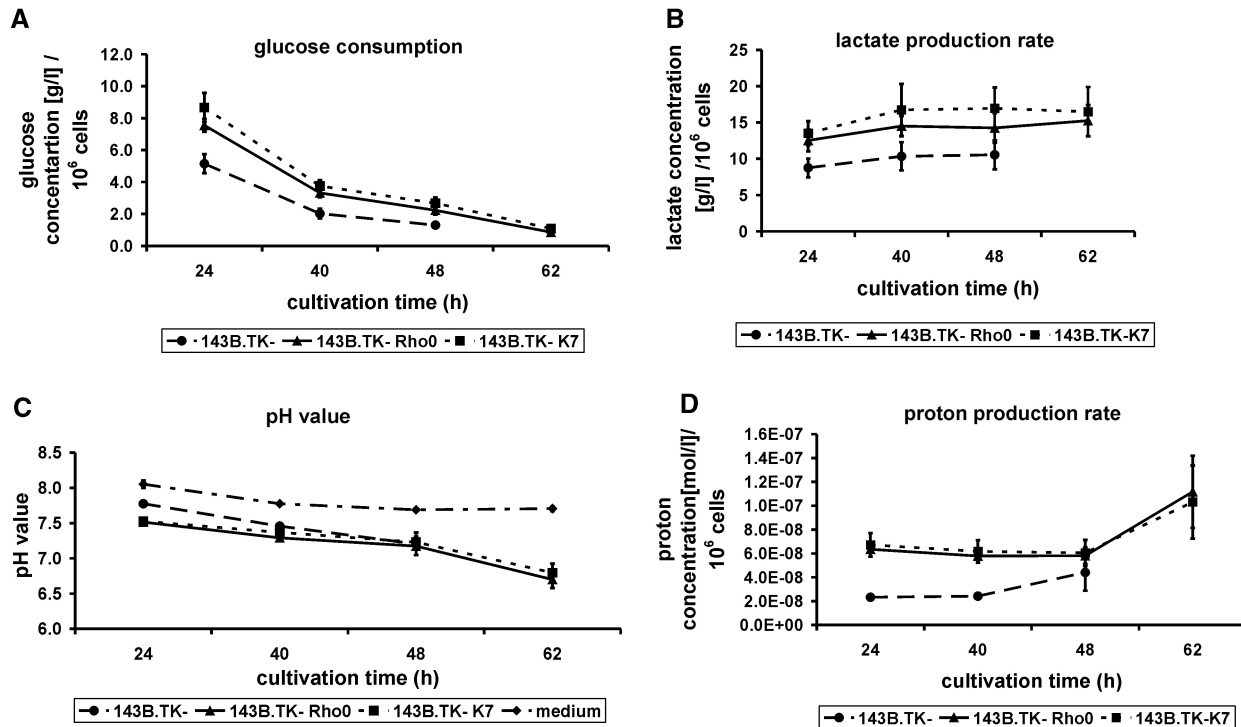 A
glucose consumption
glucose
concentartion [g/l] /
10⁶ cells
12.0
10.0
8.0
6.0
4.0
2.0
0.0
24 40 48 62
cultivation time (h)
143B.TK- 143B.TK- Rho0 143B.TK- K7
B
lactate production rate
lactate concentration
[g/l] /10⁶ cells
25
20
15
10
5
0
24 40 48 62
cultivation time (h)
143B.TK- 143B.TK- Rho0 143B.TK-K7
C
pH value
pH value
8.5
8.0
7.5
7.0
6.5
6.0
24 40 48 62
cultivation time (h)
143B.TK- 143B.TK- Rho0 143B.TK- K7 medium
D
proton production rate
proton
concentration[mol/l]/
10⁶ cells
1.6E-07
1.4E-07
1.2E-07
1.0E-07
8.0E-08
6.0E-08
4.0E-08
2.0E-08
0.0E+00
24 40 48 62
cultivation time (h)
143B.TK- 143B.TK- Rho0 143B.TK-K7